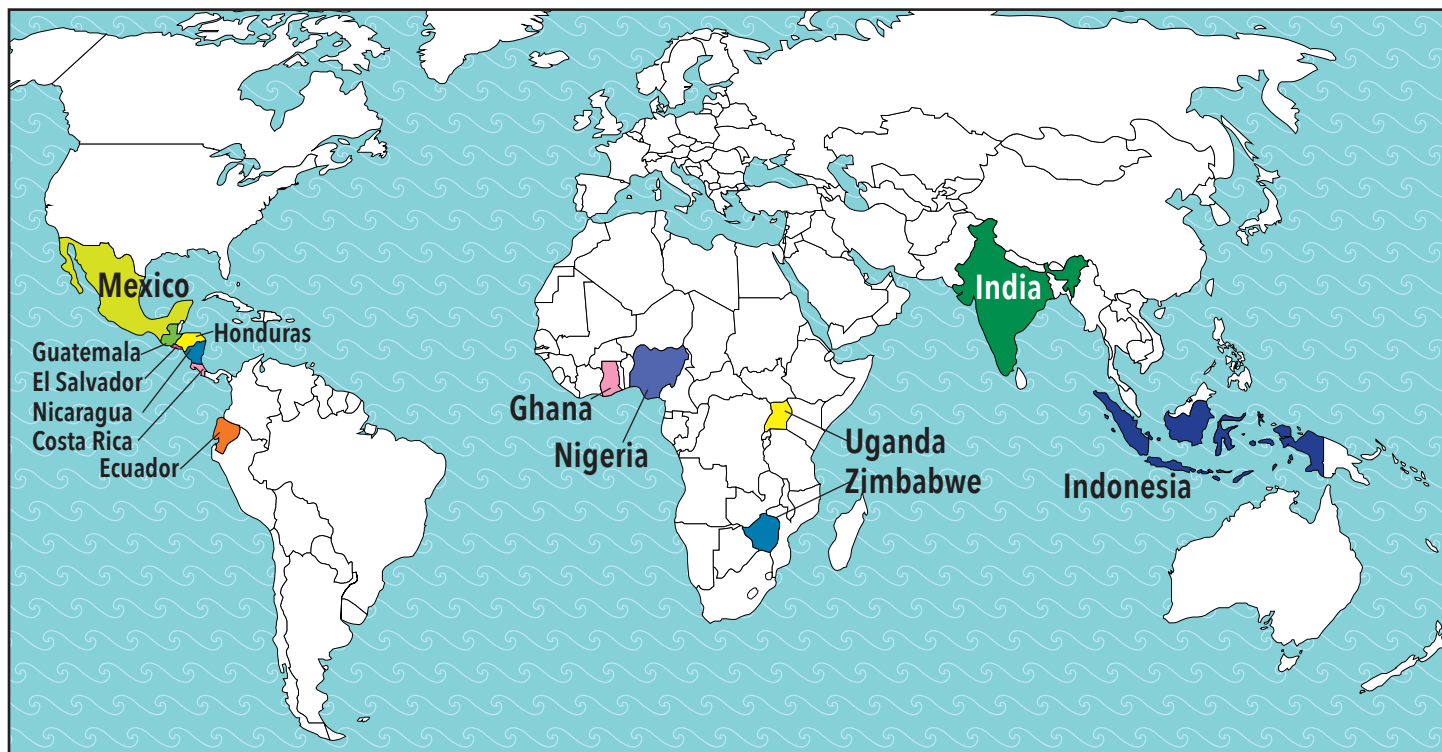 Mexico
India
Honduras
Guatemala
El Salvador
Nicaragua
Costa Rica
Ecuador
Ghana
Nigeria
Uganda
Zimbabwe
Indonesia